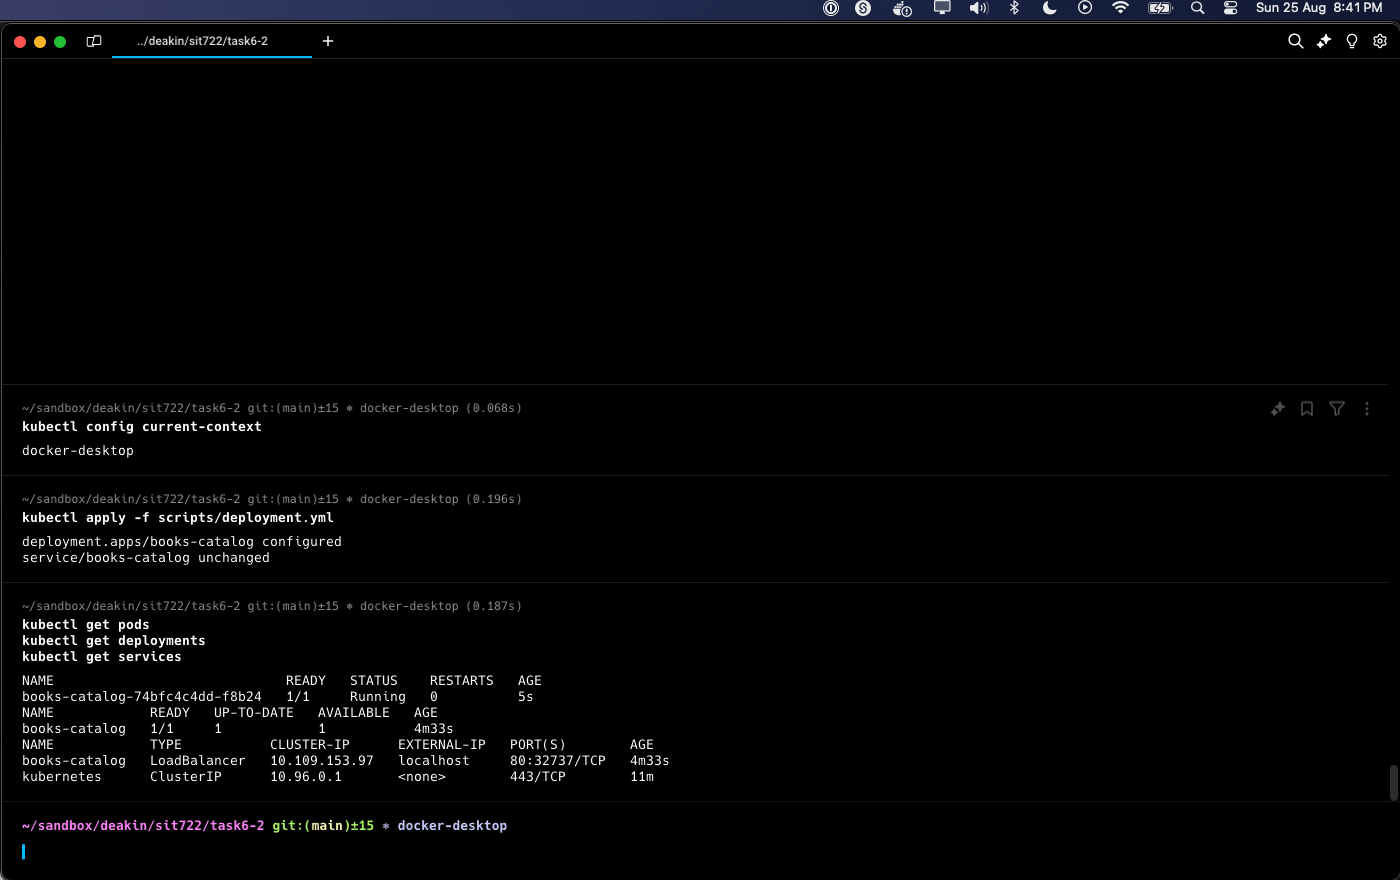 Sun 25 Aug 8:41 PM
../deakin/sit722/task6-2
~/sandbox/deakin/sit722/task6-2 git:(main)±15 ⎈ docker-desktop (0.068s)
kubectl config current-context
docker-desktop
~/sandbox/deakin/sit722/task6-2 git:(main)±15 ⎈ docker-desktop (0.196s)
kubectl apply -f scripts/deployment.yml
deployment.apps/books-catalog configured
service/books-catalog unchanged
~/sandbox/deakin/sit722/task6-2 git:(main)±15 ⎈ docker-desktop (0.187s)
kubectl get pods
kubectl get deployments
kubectl get services
NAME READY STATUS RESTARTS AGE
books-catalog-74bfc4c4dd-f8b24 1/1 Running 0 5s
NAME READY UP-TO-DATE AVAILABLE AGE
books-catalog 1/1 1 1 4m33s
NAME TYPE CLUSTER-IP EXTERNAL-IP PORT(S) AGE
books-catalog LoadBalancer 10.109.153.97 localhost 80:32737/TCP 4m33s
kubernetes ClusterIP 10.96.0.1 <none> 443/TCP 11m
~/sandbox/deakin/sit722/task6-2 git:(main)±15 ⎈ docker-desktop